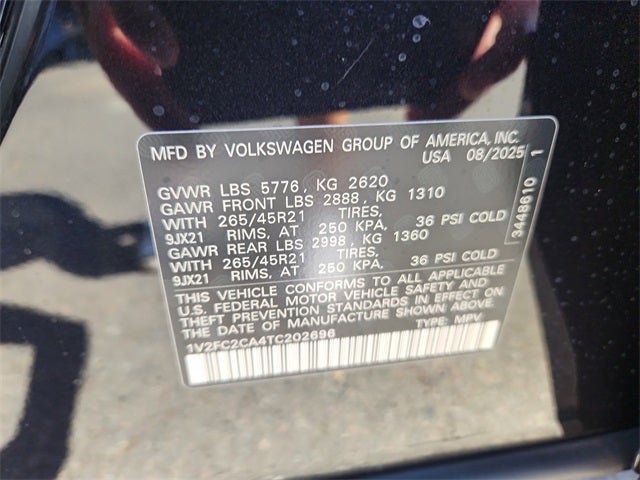 MFD BY VOLKSWAGEN GROUP OF AMERICA, INC.
USA 08/2025
GVWR LBS 5776, KG 2620
GAWR FRONT LBS 2888, KG 1310
WITH 265/45R21 TIRES,
9JX21 RIMS, AT 250 KPA, 36 PSI COLD
GAWR REAR LBS 2998, KG 1360
WITH 265/45R21 TIRES,
9JX21 RIMS, AT 250 KPA, 36 PSI COLD
THIS VEHICLE CONFORMS TO ALL APPLICABLE
U.S. FEDERAL MOTOR VEHICLE SAFETY AND
THEFT PREVENTION STANDARDS IN EFFECT ON
THE DATE OF MANUFACTURE SHOWN ABOVE.
1V2FC2CA4TC202696 TYPE: MPV
3448610 1